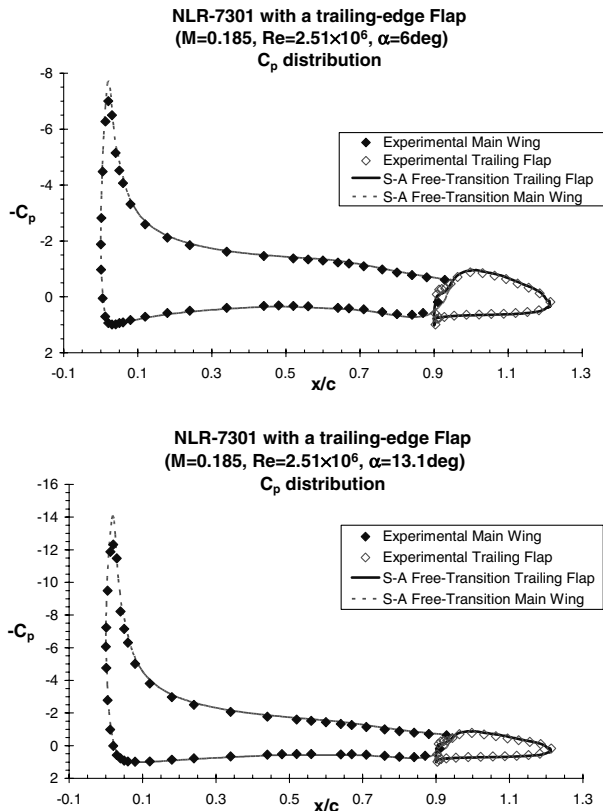 NLR-7301 with a trailing-edge Flap
(M=0.185, Re=2.51×10⁶, α=6deg)
Cp distribution
-8
-6
-4
-2
0
2
-Cp
Experimental Main Wing
Experimental Trailing Flap
S-A Free-Transition Trailing Flap
S-A Free-Transition Main Wing
-0.1 0.1 0.3 0.5 0.7 0.9 1.1 1.3
x/c
NLR-7301 with a trailing-edge Flap
(M=0.185, Re=2.51×10⁶, α=13.1deg)
Cp distribution
-16
-14
-12
-10
-8
-6
-4
-2
0
2
-Cp
Experimental Main Wing
Experimental Trailing Flap
S-A Free-Transition Trailing Flap
S-A Free-Transition Main Wing
-0.1 0.1 0.3 0.5 0.7 0.9 1.1 1.3
x/c